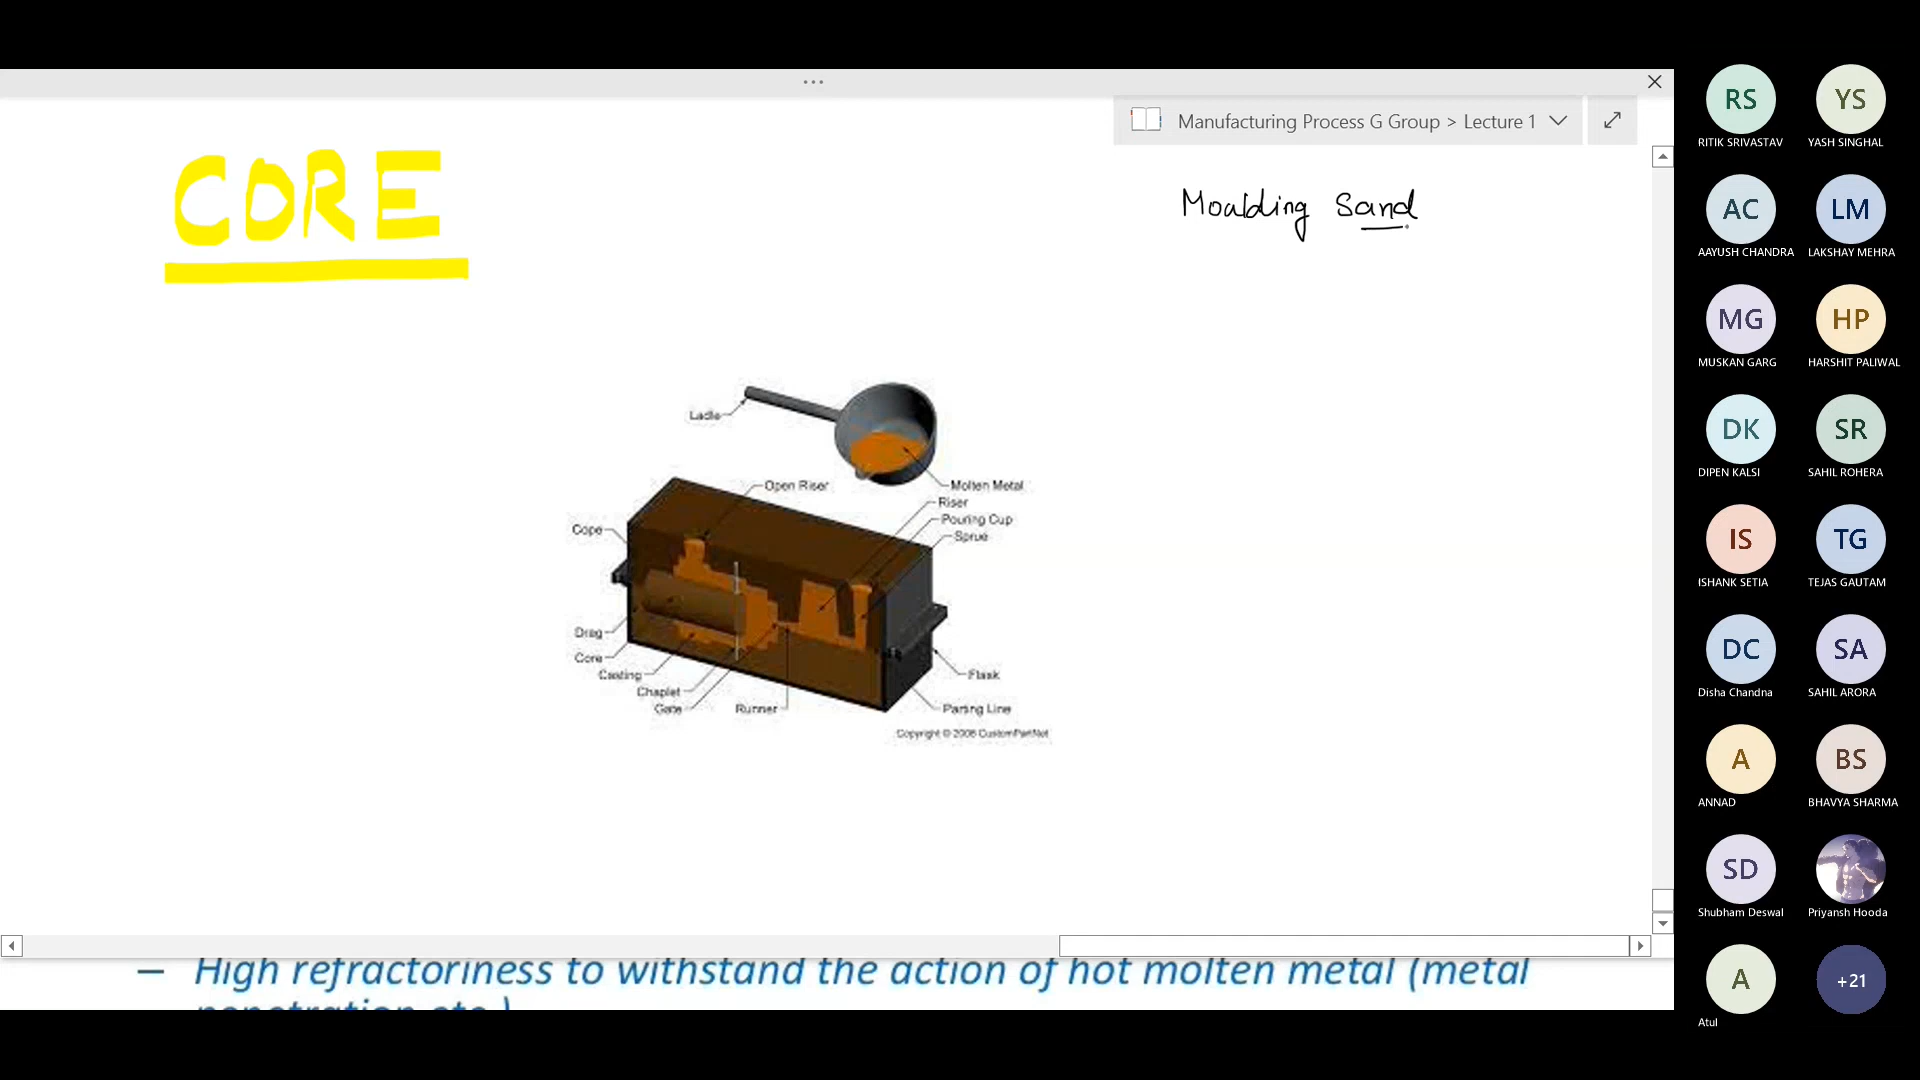 Manufacturing Process G Group > Lecture 1
CORE
Moulding Sand
Ladle
Open Riser
Molten Metal
Riser
Pouring Cup
Sprue
Cope
Drag
Core
Casting
Chaplet
Gate
Runner
Flask
Parting Line
Copyright © 2008 CustomPartNet
– High refractoriness to withstand the action of hot molten metal (metal
penetration etc.)
RS
RITIK SRIVASTAV
YS
YASH SINGHAL
AC
AAYUSH CHANDRA
LM
LAKSHAY MEHRA
MG
MUSKAN GARG
HP
HARSHIT PALIWAL
DK
DIPEN KALSI
SR
SAHIL ROHERA
IS
ISHANK SETIA
TG
TEJAS GAUTAM
DC
Disha Chandna
SA
SAHIL ARORA
A
ANNAD
BS
BHAVYA SHARMA
SD
Shubham Deswal
Priyansh Hooda
A
Atul
+21